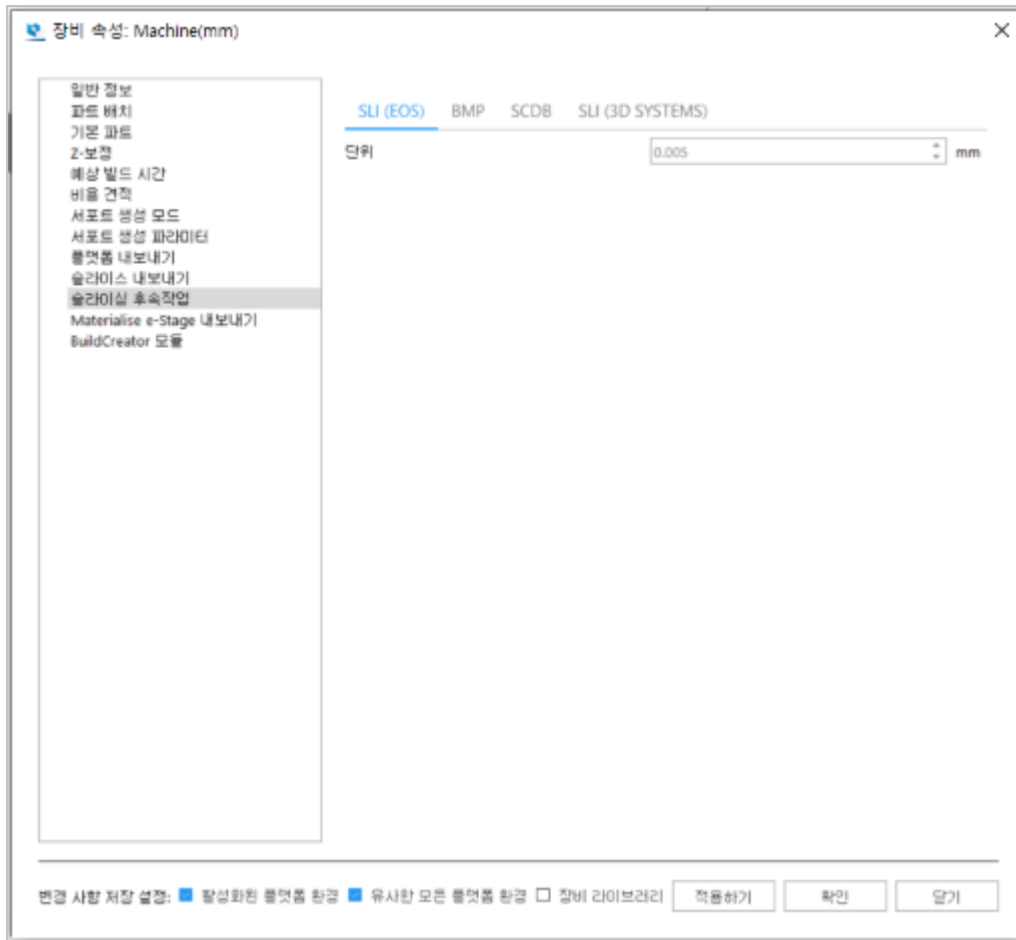 장비 속성: Machine(mm)
일반 정보
파트 배치
기본 파트
Z-보정
예상 빌드 시간
비용 견적
서포트 생성 모드
서포트 생성 파라미터
플랫폼 내보내기
슬라이스 내보내기
슬라이싱 후속작업
Materialise e-Stage 내보내기
BuildCreator 모듈
SLI (EOS) BMP SCDB SLI (3D SYSTEMS)
단위 0.005 mm
변경 사항 저장 설정: 활성화된 플랫폼 환경 유사한 모든 플랫폼 환경 장비 라이브러리 적용하기 확인 닫기